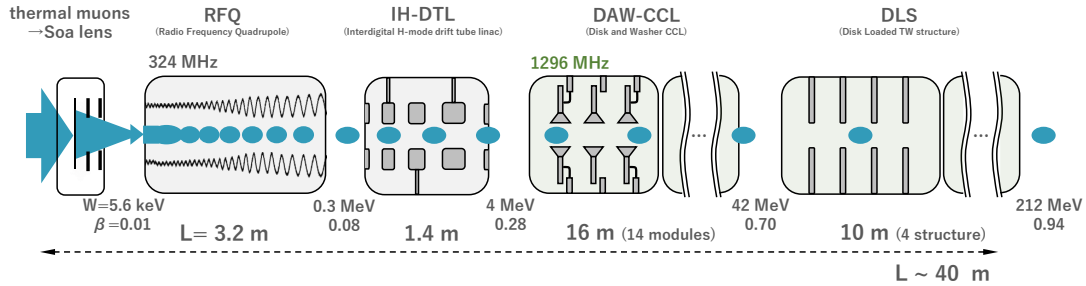 thermal muons
→Soa lens
RFQ
(Radio Frequency Quadrupole)
IH-DTL
(Interdigital H-mode drift tube linac)
DAW-CCL
(Disk and Washer CCL)
DLS
(Disk Loaded TW structure)
324 MHz
1296 MHz
...
...
W=5.6 keV
β=0.01
L= 3.2 m
0.3 MeV
0.08
1.4 m
4 MeV
0.28
16 m (14 modules)
42 MeV
0.70
10 m (4 structure)
212 MeV
0.94
L ~ 40 m